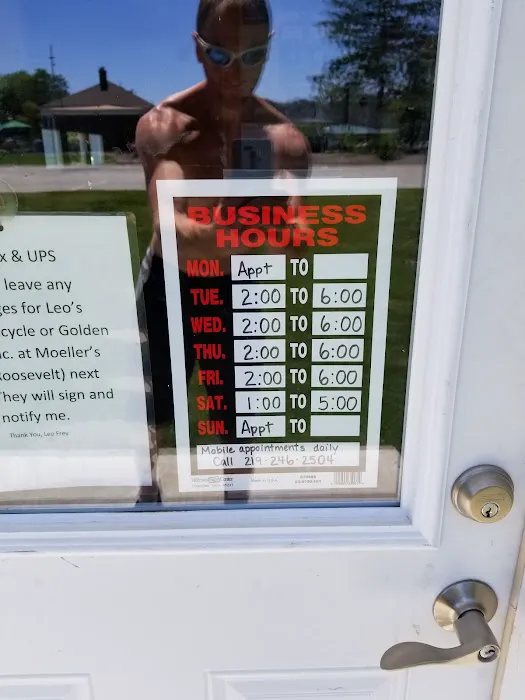 x & UPS
leave any
ges for Leo's
cycle or Golden
c. at Moeller's
Roosevelt) next
They will sign and
notify me.
Thank You, Leo Frey
BUSINESS
HOURS
MON. Appt TO
TUE. 2:00 TO 6:00
WED. 2:00 TO 6:00
THU. 2:00 TO 6:00
FRI. 2:00 TO 6:00
SAT. 1:00 TO 5:00
SUN. Appt TO
Mobile appointments daily
Call 219-246-2504